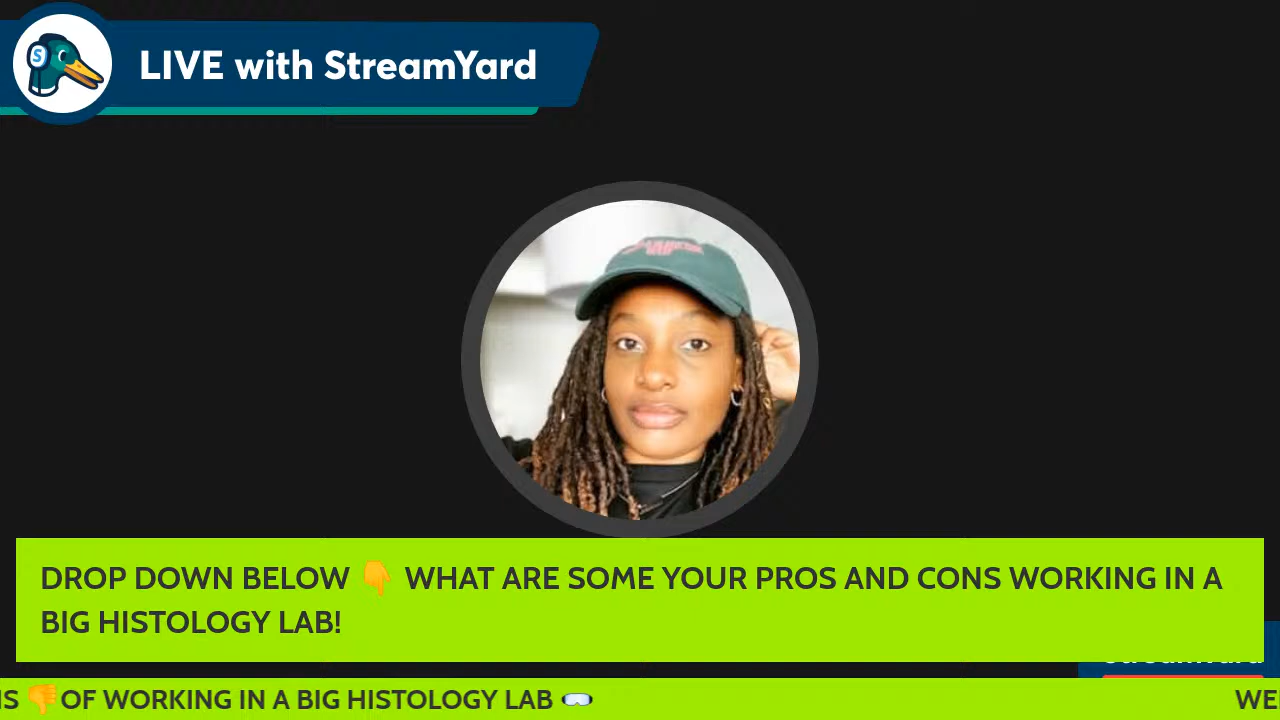 LIVE with StreamYard
DROP DOWN BELOW 👇 WHAT ARE SOME YOUR PROS AND CONS WORKING IN A
BIG HISTOLOGY LAB!
StreamYard
👎OF WORKING IN A BIG HISTOLOGY LAB 🥽